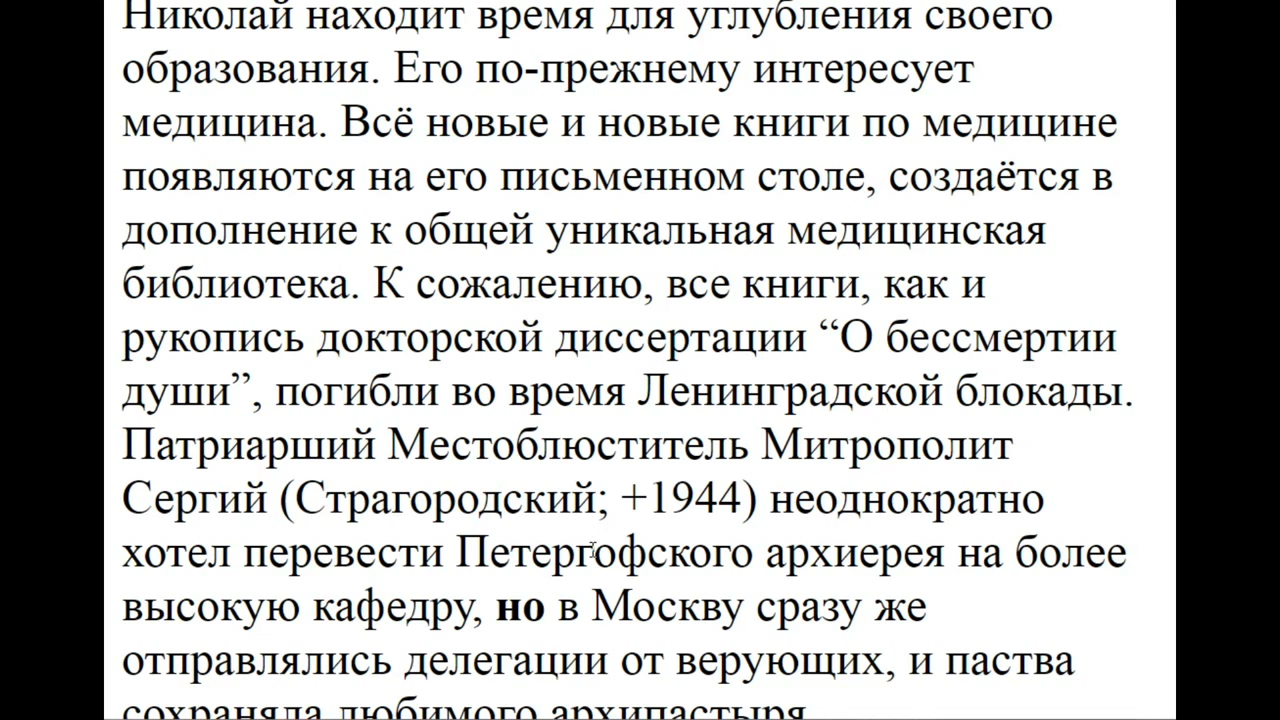 Николай находит время для углубления своего
образования. Его по-прежнему интересует
медицина. Всё новые и новые книги по медицине
появляются на его письменном столе, создаётся в
дополнение к общей уникальная медицинская
библиотека. К сожалению, все книги, как и
рукопись докторской диссертации “О бессмертии
души”, погибли во время Ленинградской блокады.
Патриарший Местоблюститель Митрополит
Сергий (Страгородский; +1944) неоднократно
хотел перевести Петергофского архиерея на более
высокую кафедру, но в Москву сразу же
отправлялись делегации от верующих, и паства
сохраняла любимого архипастыря